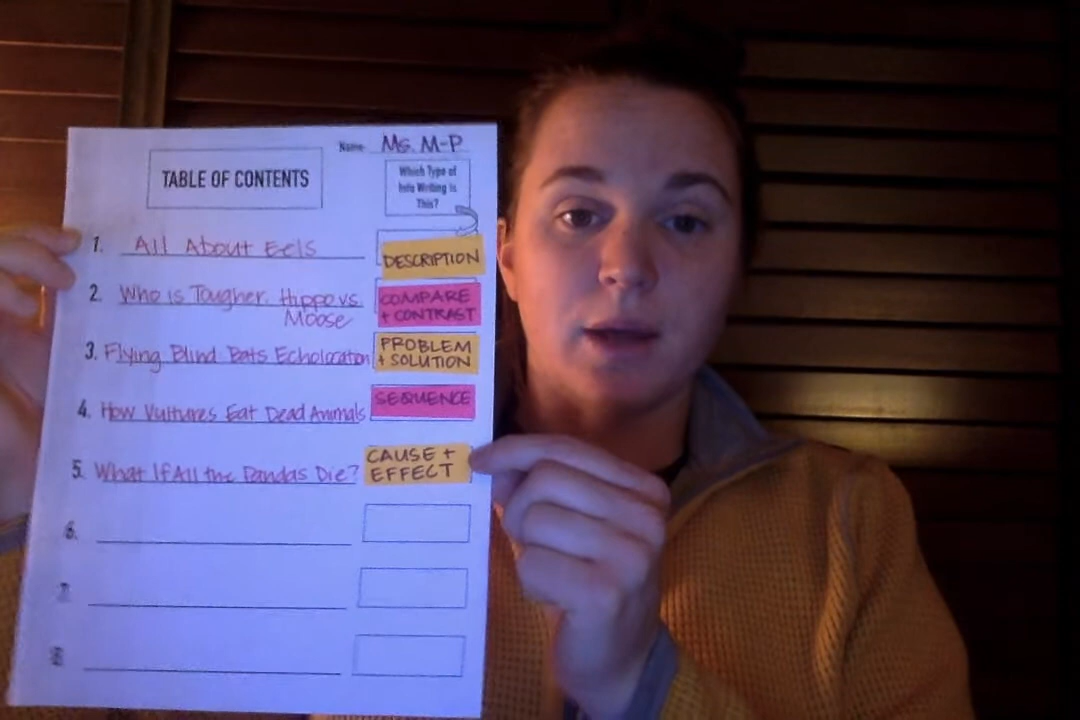 Name Ms. M-P
TABLE OF CONTENTS
Which Type of
Info Writing Is
This?
1. All About Eels
DESCRIPTION
2. Who is Tougher, Hippo vs.
Moose
COMPARE
+ CONTRAST
3. Flying Blind Bats Echolocation
PROBLEM
+ SOLUTION
4. How Vultures Eat Dead Animals
SEQUENCE
5. What If All the Pandas Die?
CAUSE +
EFFECT
6.
7.
8.